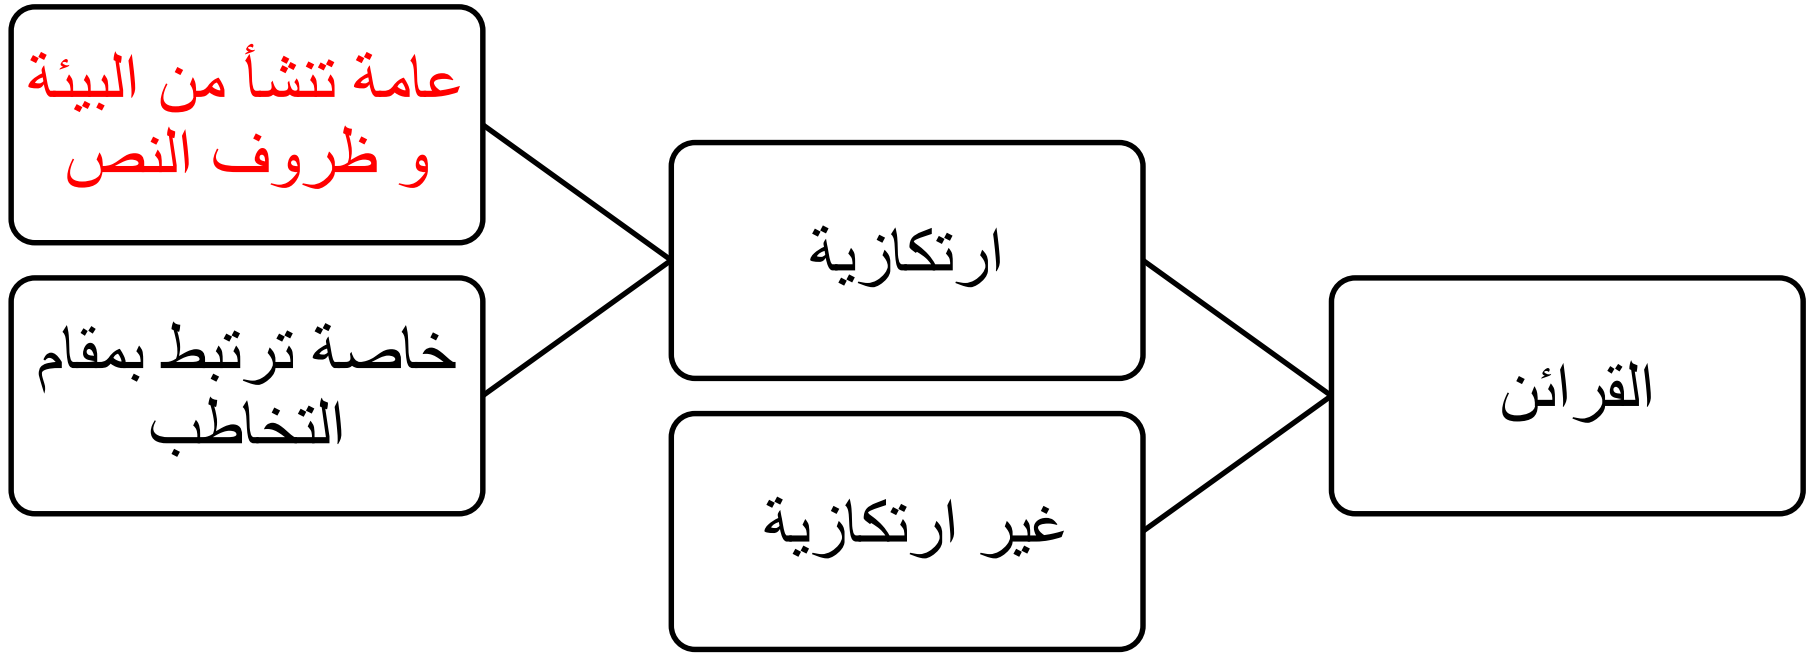 القرائن
ارتكازية
غير ارتكازية
عامة تنشأ من البيئة
و ظروف النص
خاصة ترتبط بمقام
التخاطب